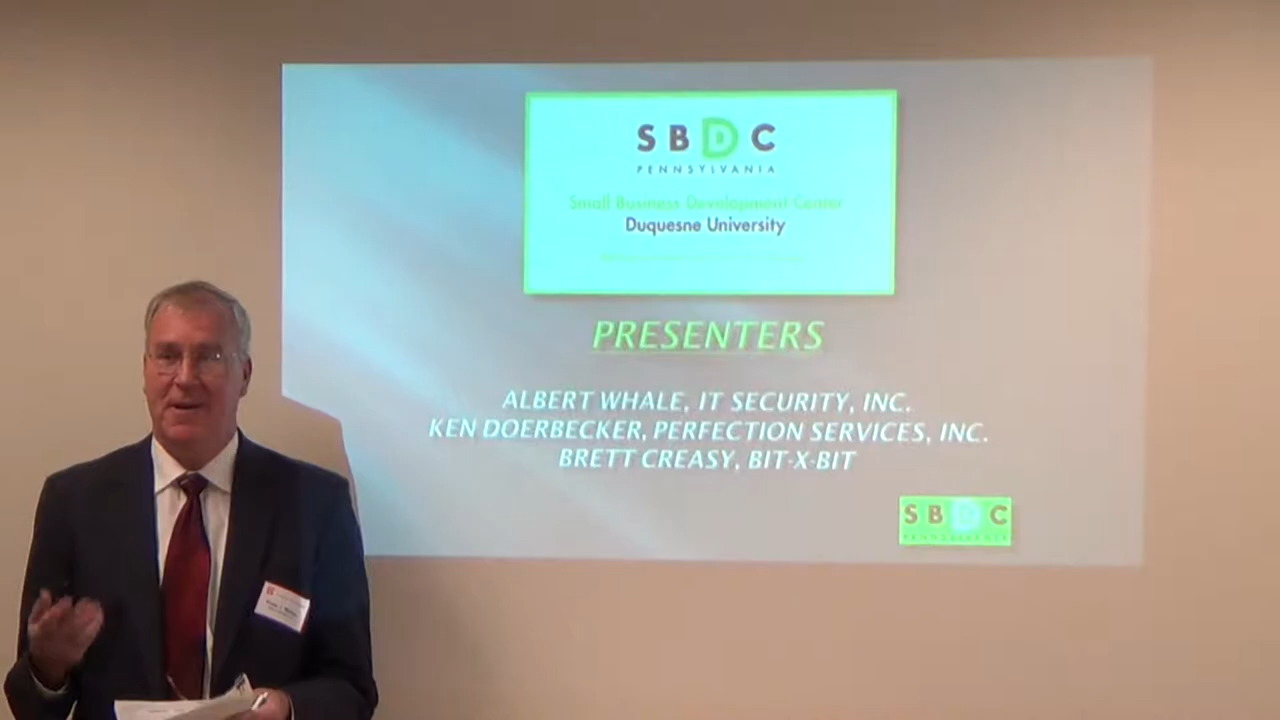 SBDC
PENNSYLVANIA
Small Business Development Center
Duquesne University
PRESENTERS
ALBERT WHALE, IT SECURITY, INC.
KEN DOERBECKER, PERFECTION SERVICES, INC.
BRETT CREASY, BIT-X-BIT
SBDC
PENNSYLVANIA